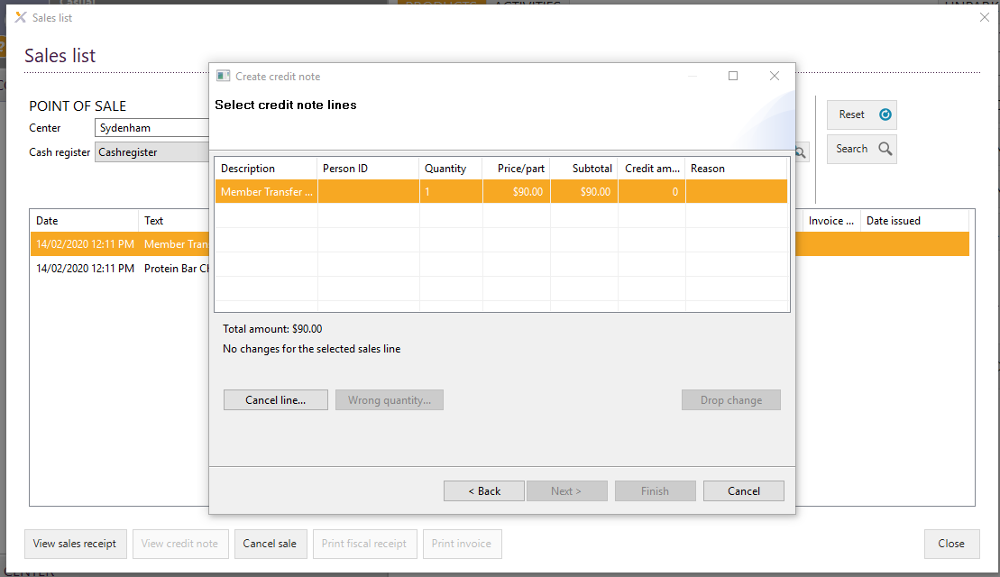 Casual
PRODUCTS
ACTIVITIES
Sales list
Sales list
POINT OF SALE
Center
Sydenham
Cash register
Cashregister
Reset
Search
Date
Text
Invoice ...
Date issued
14/02/2020 12:11 PM
Member Tran
14/02/2020 12:11 PM
Protein Bar Ch
Create credit note
Select credit note lines
Description
Person ID
Quantity
Price/part
Subtotal
Credit am...
Reason
Member Transfer ...
1
$90.00
$90.00
0
Total amount: $90.00
No changes for the selected sales line
Cancel line...
Wrong quantity...
Drop change
< Back
Next >
Finish
Cancel
View sales receipt
View credit note
Cancel sale
Print fiscal receipt
Print invoice
Close
CENTER